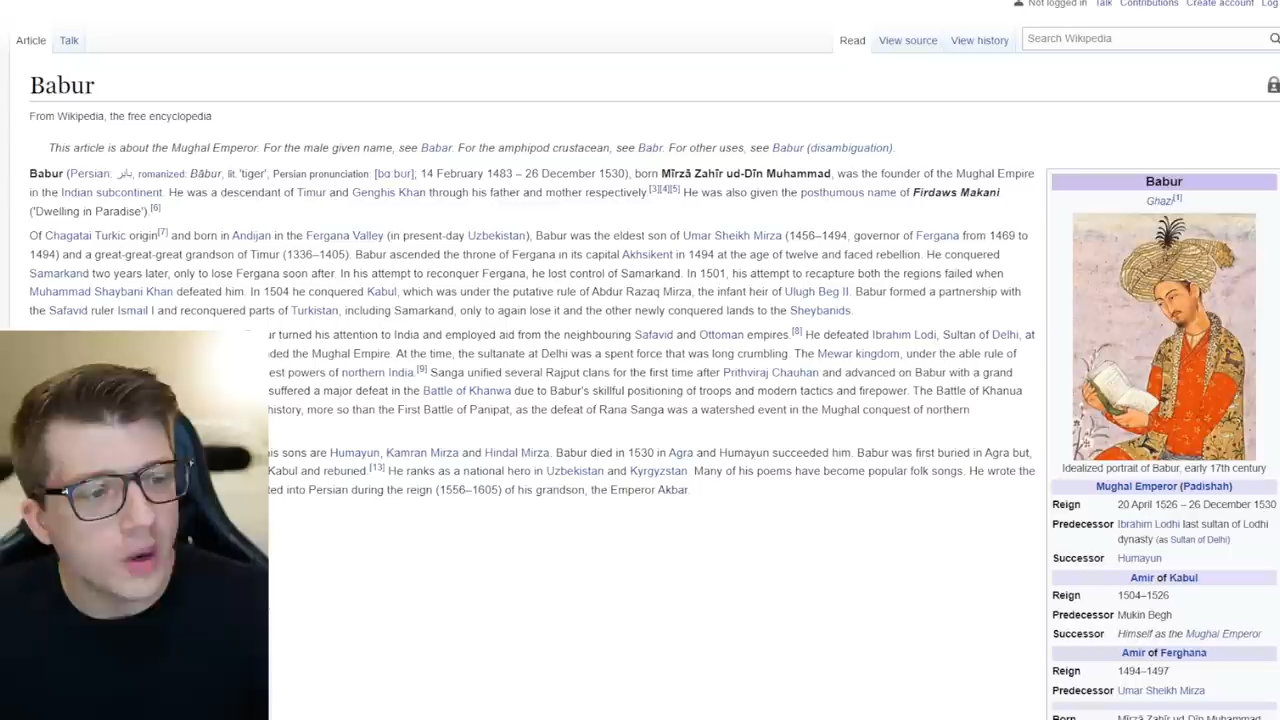 Not logged in Talk Contributions Create account Log
Article Talk Read View source View history Search Wikipedia
Babur
From Wikipedia, the free encyclopedia
This article is about the Mughal Emperor. For the male given name, see Babar. For the amphipod crustacean, see Babr. For other uses, see Babur (disambiguation).
Babur (Persian: بابر, romanized: Bābur, lit. 'tiger', Persian pronunciation: [bɑː.bur]; 14 February 1483 – 26 December 1530), born Mīrzā Zahīr ud-Dīn Muhammad, was the founder of the Mughal Empire
in the Indian subcontinent. He was a descendant of Timur and Genghis Khan through his father and mother respectively.[3][4][5] He was also given the posthumous name of Firdaws Makani
('Dwelling in Paradise').[6]
Of Chagatai Turkic origin[7] and born in Andijan in the Fergana Valley (in present-day Uzbekistan), Babur was the eldest son of Umar Sheikh Mirza (1456–1494, governor of Fergana from 1469 to
1494) and a great-great-great grandson of Timur (1336–1405). Babur ascended the throne of Fergana in its capital Akhsikent in 1494 at the age of twelve and faced rebellion. He conquered
Samarkand two years later, only to lose Fergana soon after. In his attempt to reconquer Fergana, he lost control of Samarkand. In 1501, his attempt to recapture both the regions failed when
Muhammad Shaybani Khan defeated him. In 1504 he conquered Kabul, which was under the putative rule of Abdur Razaq Mirza, the infant heir of Ulugh Beg II. Babur formed a partnership with
the Safavid ruler Ismail I and reconquered parts of Turkistan, including Samarkand, only to again lose it and the other newly conquered lands to the Sheybanids.
ur turned his attention to India and employed aid from the neighbouring Safavid and Ottoman empires.[8] He defeated Ibrahim Lodi, Sultan of Delhi, at
ded the Mughal Empire. At the time, the sultanate at Delhi was a spent force that was long crumbling. The Mewar kingdom, under the able rule of
est powers of northern India.[9] Sanga unified several Rajput clans for the first time after Prithviraj Chauhan and advanced on Babur with a grand
suffered a major defeat in the Battle of Khanwa due to Babur's skillful positioning of troops and modern tactics and firepower. The Battle of Khanua
history, more so than the First Battle of Panipat, as the defeat of Rana Sanga was a watershed event in the Mughal conquest of northern
is sons are Humayun, Kamran Mirza and Hindal Mirza. Babur died in 1530 in Agra and Humayun succeeded him. Babur was first buried in Agra but,
Kabul and reburied.[13] He ranks as a national hero in Uzbekistan and Kyrgyzstan. Many of his poems have become popular folk songs. He wrote the
ted into Persian during the reign (1556–1605) of his grandson, the Emperor Akbar.
Babur
Ghazi[1]
Idealized portrait of Babur, early 17th century
Mughal Emperor (Padishah)
Reign 20 April 1526 – 26 December 1530
Predecessor Ibrahim Lodhi last sultan of Lodhi
dynasty (as Sultan of Delhi)
Successor Humayun
Amir of Kabul
Reign 1504–1526
Predecessor Mukin Begh
Successor Himself as the Mughal Emperor
Amir of Ferghana
Reign 1494–1497
Predecessor Umar Sheikh Mirza
Born Mīrzā Zahīr ud-Dīn Muhammad